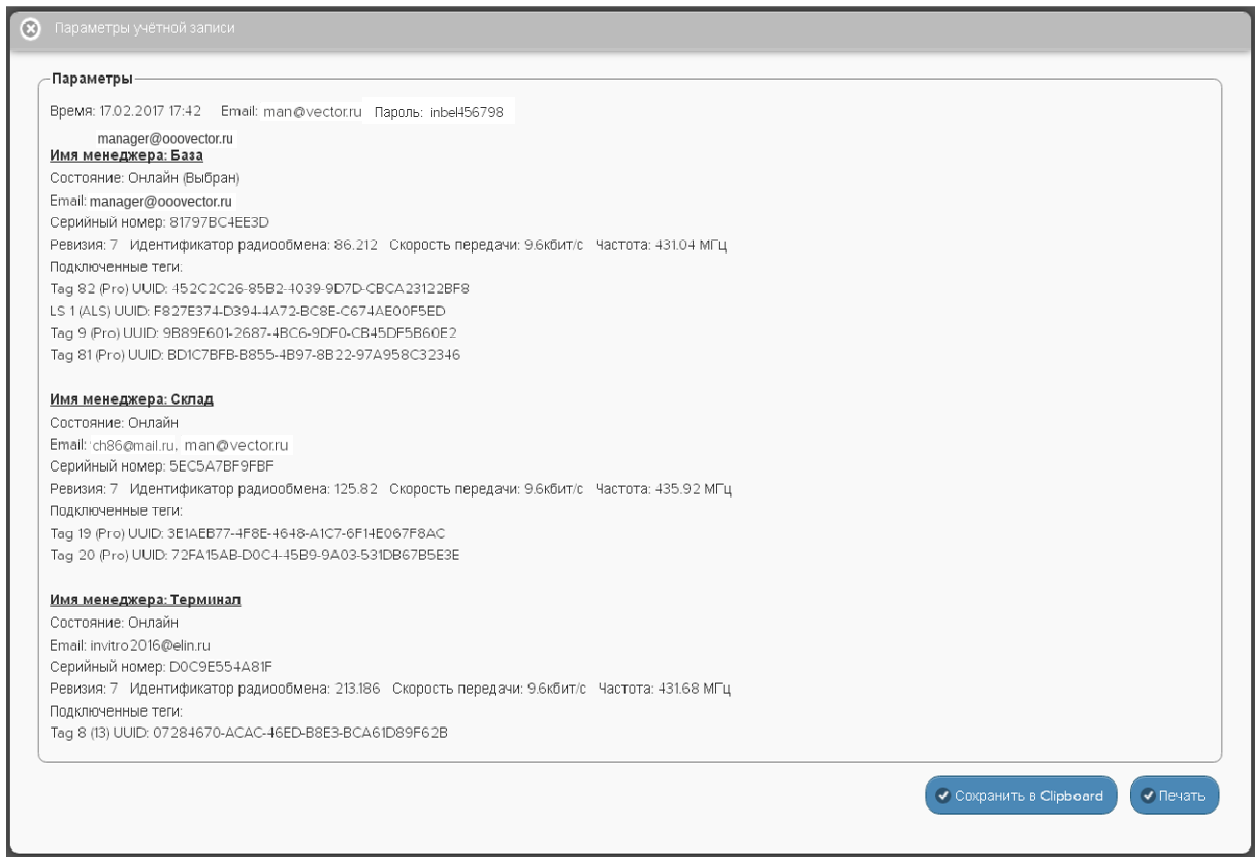 Параметры учётной записи
Параметры
Время: 17.02.2017 17:42 Email: man@vector.ru Пароль: inbel456798
manager@ooovector.ru
Имя менеджера: База
Состояние: Онлайн (Выбран)
Email: manager@ooovector.ru
Серийный номер: 81797BC4EE3D
Ревизия: 7 Идентификатор радиообмена: 86.212 Скорость передачи: 9.6кбит/с Частота: 431.04 МГц
Подключенные теги:
Tag 82 (Pro) UUID: 452C2C26-85B2-4039-9D7D-CBCA23122BF8
LS 1 (ALS) UUID: F827E374-D394-4A72-BC8E-C674AE00F5ED
Tag 9 (Pro) UUID: 9B89E601-2687-4BC6-9DF0-CB45DF5B60E2
Tag 81 (Pro) UUID: BD1C7BFB-B855-4B97-8B22-97A958C32346
Имя менеджера: Склад
Состояние: Онлайн
Email: ch86@mail.ru, man@vector.ru
Серийный номер: 5EC5A7BF9FBF
Ревизия: 7 Идентификатор радиообмена: 125.82 Скорость передачи: 9.6кбит/с Частота: 435.92 МГц
Подключенные теги:
Tag 19 (Pro) UUID: 3E1AEB77-4F8E-4648-A1C7-6F14E067F8AC
Tag 20 (Pro) UUID: 72FA15AB-D0C4-45B9-9A03-531DB67B5E3E
Имя менеджера: Терминал
Состояние: Онлайн
Email: invitro2016@elin.ru
Серийный номер: D0C9E554A81F
Ревизия: 7 Идентификатор радиообмена: 213.186 Скорость передачи: 9.6кбит/с Частота: 431.68 МГц
Подключенные теги:
Tag 8 (13) UUID: 07284670-ACAC-46ED-B8E3-BCA61D89F62B
Сохранить в Clipboard Печать